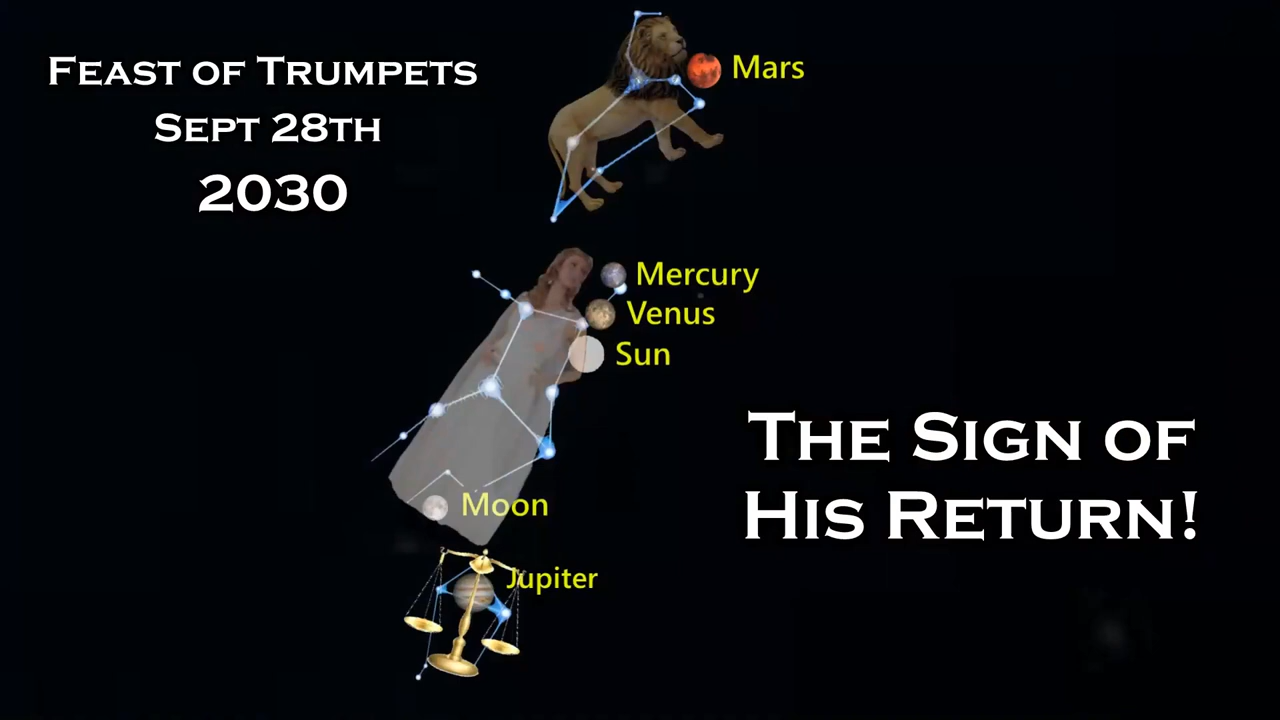 Feast of Trumpets
Sept 28th
2030
Mars
Mercury
Venus
Sun
The Sign of
His Return!
Moon
Jupiter